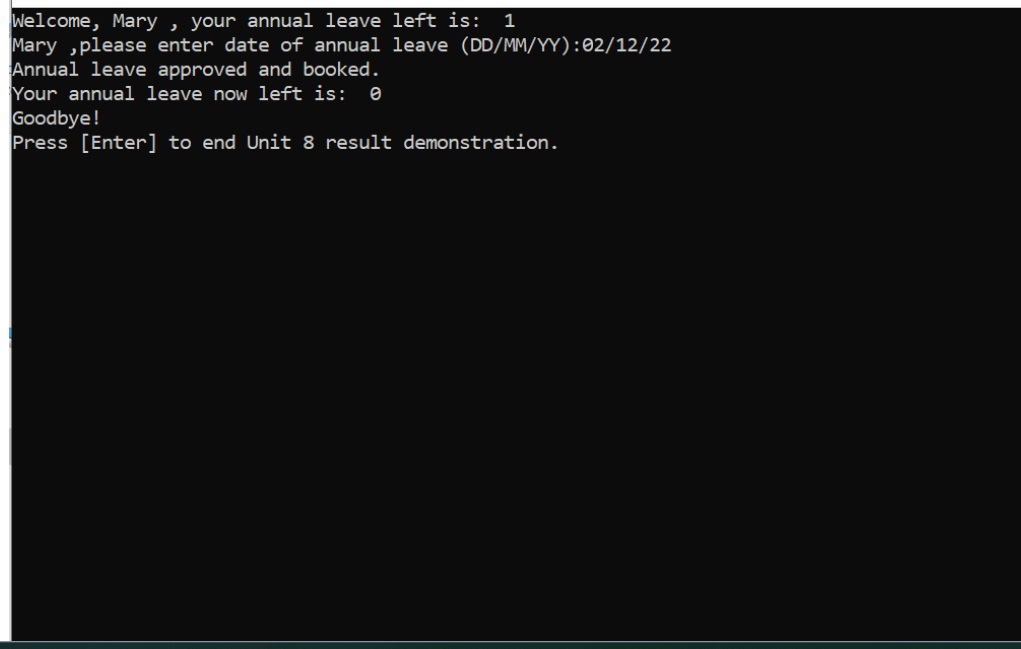 Welcome, Mary , your annual leave left is:  1
Mary ,please enter date of annual leave (DD/MM/YY):02/12/22
Annual leave approved and booked.
Your annual leave now left is:  0
Goodbye!
Press [Enter] to end Unit 8 result demonstration.